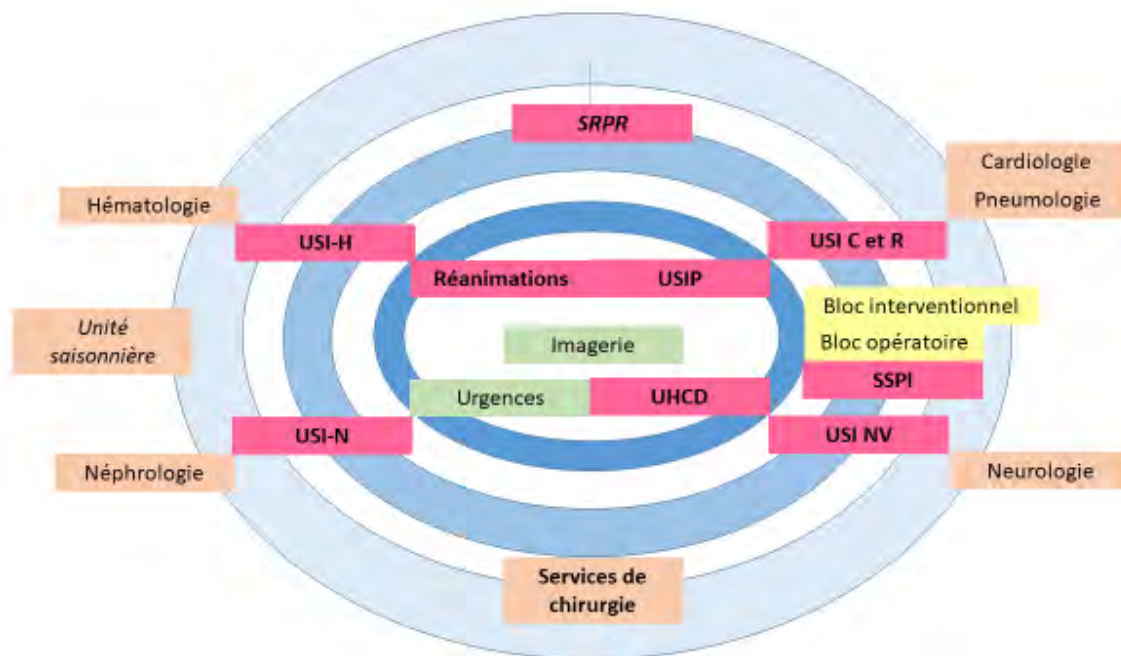 SRPR
Cardiologie
Pneumologie
Hématologie
USI-H
USI C et R
Réanimations
USIP
Bloc interventionnel
Bloc opératoire
Unité
saisonnière
Imagerie
SSPI
Urgences
UHCD
USI-N
USI NV
Néphrologie
Neurologie
Services de
chirurgie